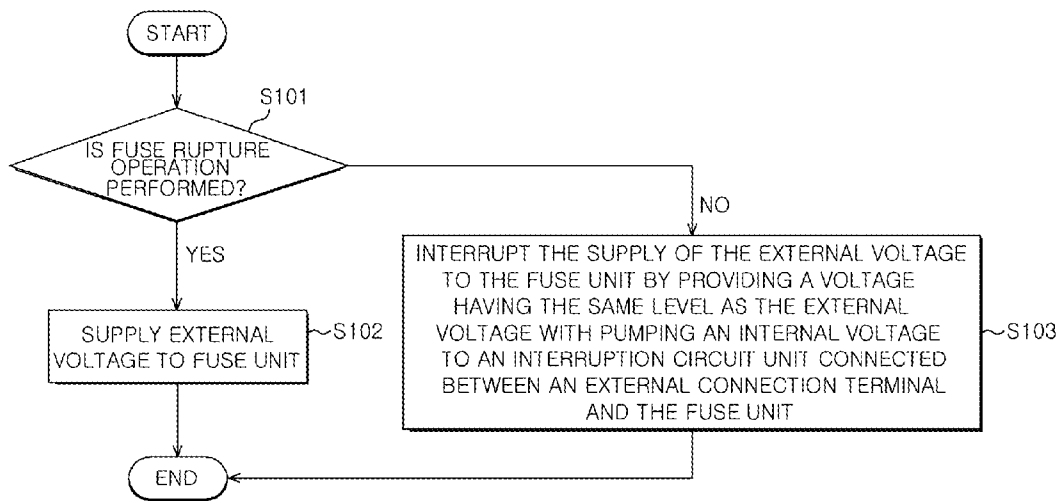 START
S101
IS FUSE RUPTURE
OPERATION
PERFORMED?
NO
YES
SUPPLY EXTERNAL
VOLTAGE TO FUSE UNIT
S102
INTERRUPT THE SUPPLY OF THE EXTERNAL VOLTAGE
TO THE FUSE UNIT BY PROVIDING A VOLTAGE
HAVING THE SAME LEVEL AS THE EXTERNAL
VOLTAGE WITH PUMPING AN INTERNAL VOLTAGE
TO AN INTERRUPTION CIRCUIT UNIT CONNECTED
BETWEEN AN EXTERNAL CONNECTION TERMINAL
AND THE FUSE UNIT
S103
END